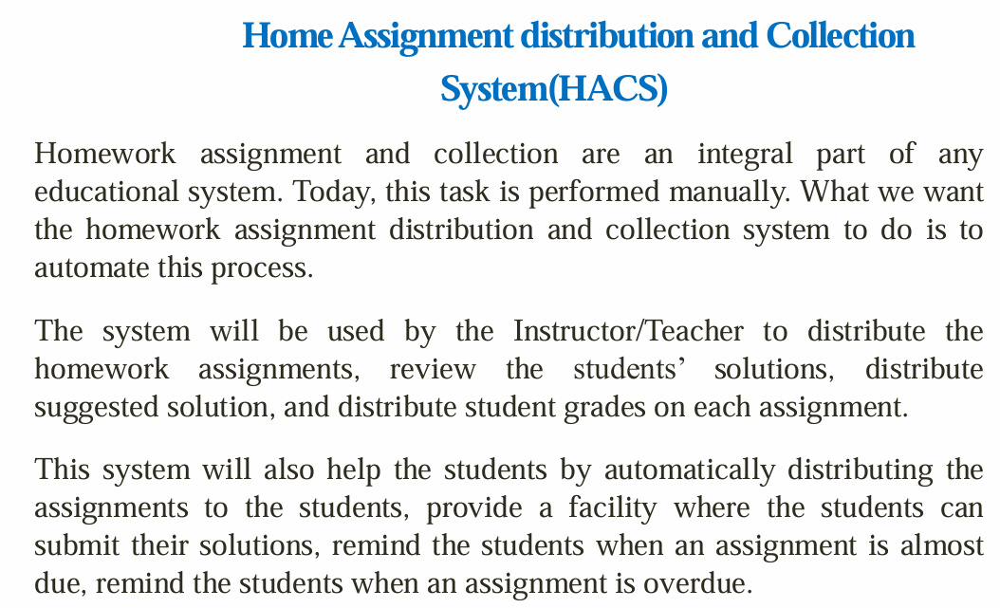 Home Assignment distribution and Collection
System(HACS)
Homework assignment and collection are an integral part of any
educational system. Today, this task is performed manually. What we want
the homework assignment distribution and collection system to do is to
automate this process.
The system will be used by the Instructor/Teacher to distribute the
homework assignments, review the students’ solutions, distribute
suggested solution, and distribute student grades on each assignment.
This system will also help the students by automatically distributing the
assignments to the students, provide a facility where the students can
submit their solutions, remind the students when an assignment is almost
due, remind the students when an assignment is overdue.